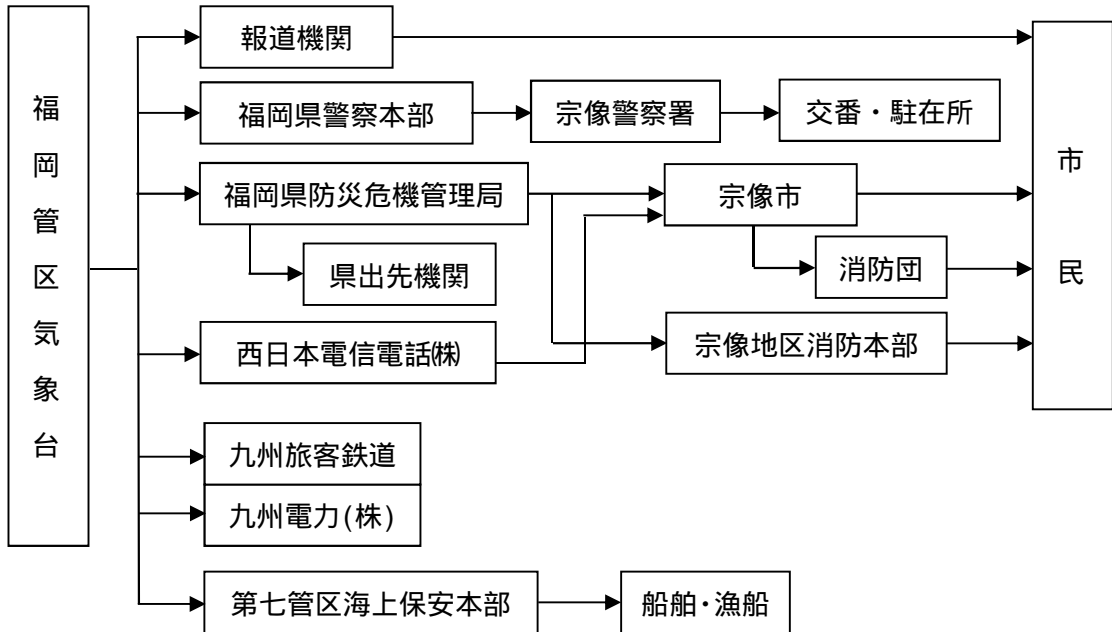 福岡管区気象台
報道機関
福岡県警察本部
宗像警察署
交番・駐在所
福岡県防災危機管理局
宗像市
市民
県出先機関
消防団
西日本電信電話㈱
宗像地区消防本部
九州旅客鉄道
九州電力(株)
第七管区海上保安本部
船舶・漁船